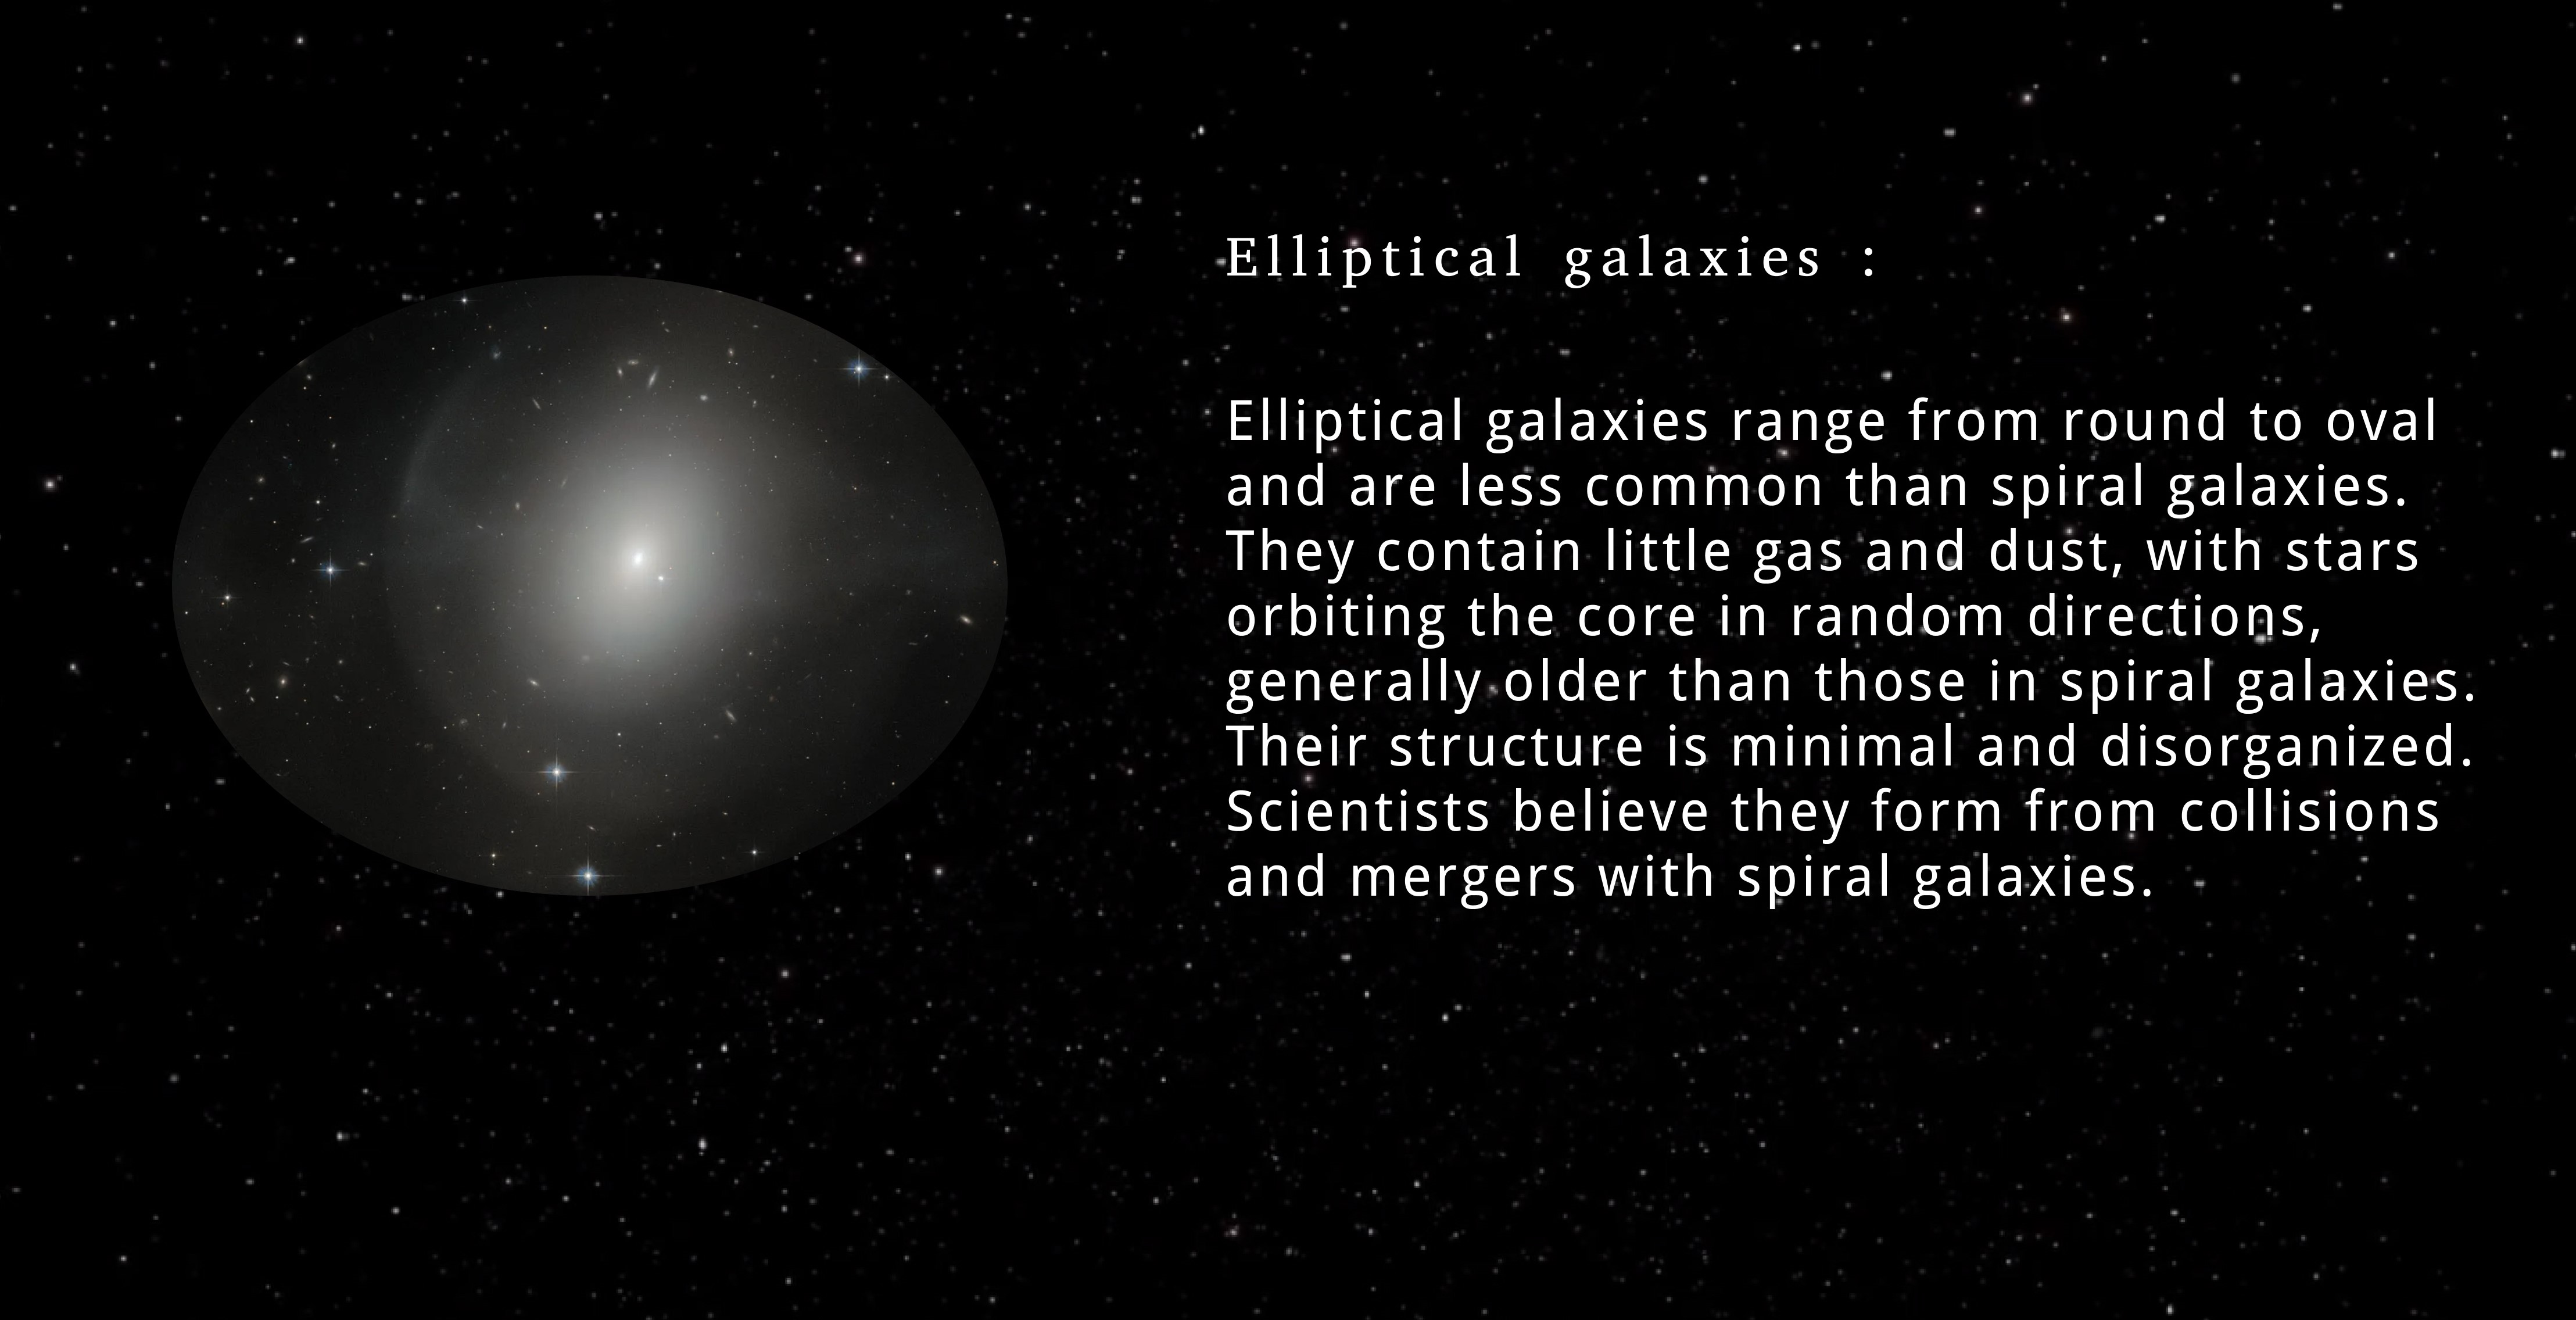 Elliptical galaxies :
Elliptical galaxies range from round to oval
and are less common than spiral galaxies.
They contain little gas and dust, with stars
orbiting the core in random directions,
generally older than those in spiral galaxies.
Their structure is minimal and disorganized.
Scientists believe they form from collisions
and mergers with spiral galaxies.